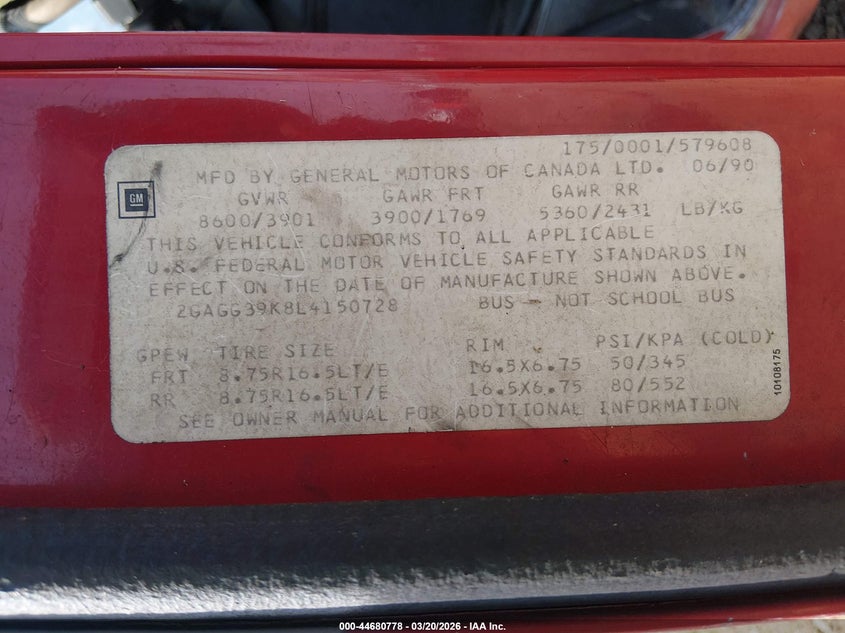 175/0001/579608
MFD BY GENERAL MOTORS OF CANADA LTD. 06/90
GM
GVWR GAWR FRT GAWR RR
8600/3901 3900/1769 5360/2431 LB/KG
THIS VEHICLE CONFORMS TO ALL APPLICABLE
U.S. FEDERAL MOTOR VEHICLE SAFETY STANDARDS IN
EFFECT ON THE DATE OF MANUFACTURE SHOWN ABOVE.
2GAGG39K8L4150728 BUS - NOT SCHOOL BUS
GPEW TIRE SIZE RIM PSI/KPA (COLD)
FRT 8.75R16.5LT/E 16.5X6.75 50/345
RR 8.75R16.5LT/E 16.5X6.75 80/552
SEE OWNER MANUAL FOR ADDITIONAL INFORMATION
10108175
000-44680778 - 03/20/2026 - IAA Inc.